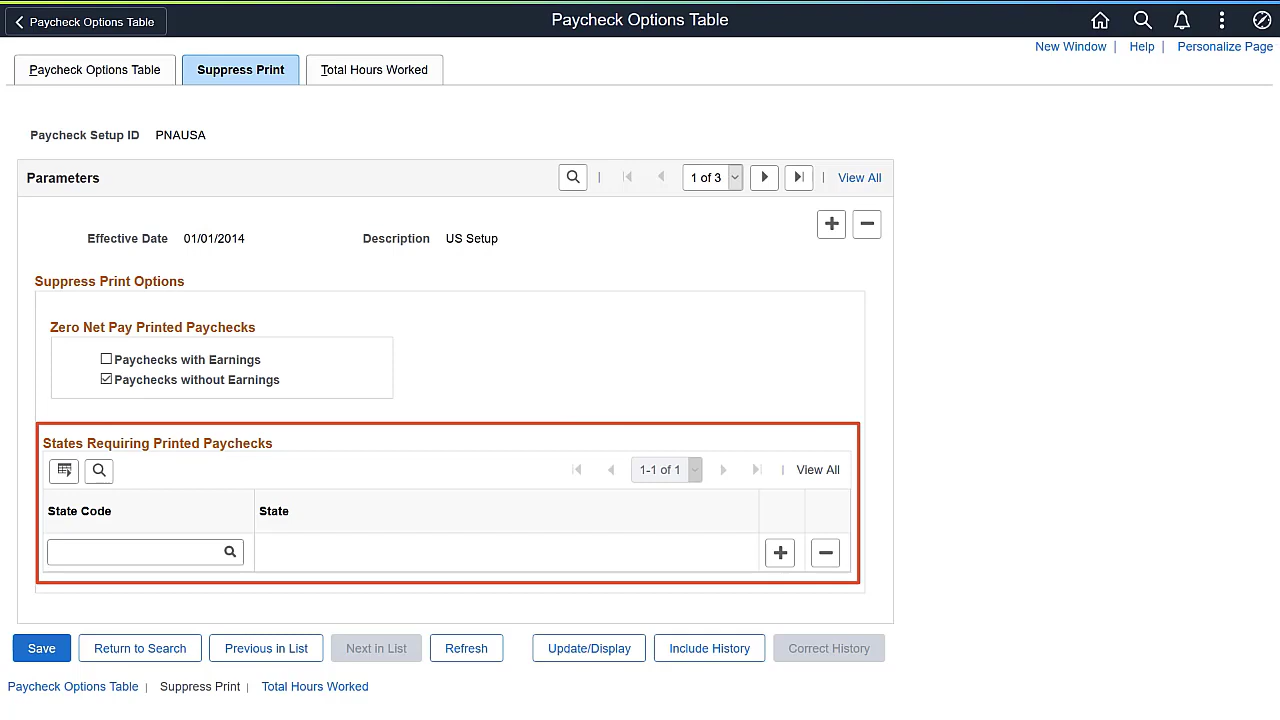 Paycheck Options Table
Paycheck Options Table
New Window | Help | Personalize Page
Paycheck Options Table
Suppress Print
Total Hours Worked
Paycheck Setup ID PNAUSA
Parameters
| 1 of 3 | View All
Effective Date 01/01/2014 Description US Setup
Suppress Print Options
Zero Net Pay Printed Paychecks
Paychecks with Earnings
Paychecks without Earnings
States Requiring Printed Paychecks
1-1 of 1 | View All
State Code State
Save Return to Search Previous in List Next in List Refresh Update/Display Include History Correct History
Paycheck Options Table | Suppress Print | Total Hours Worked